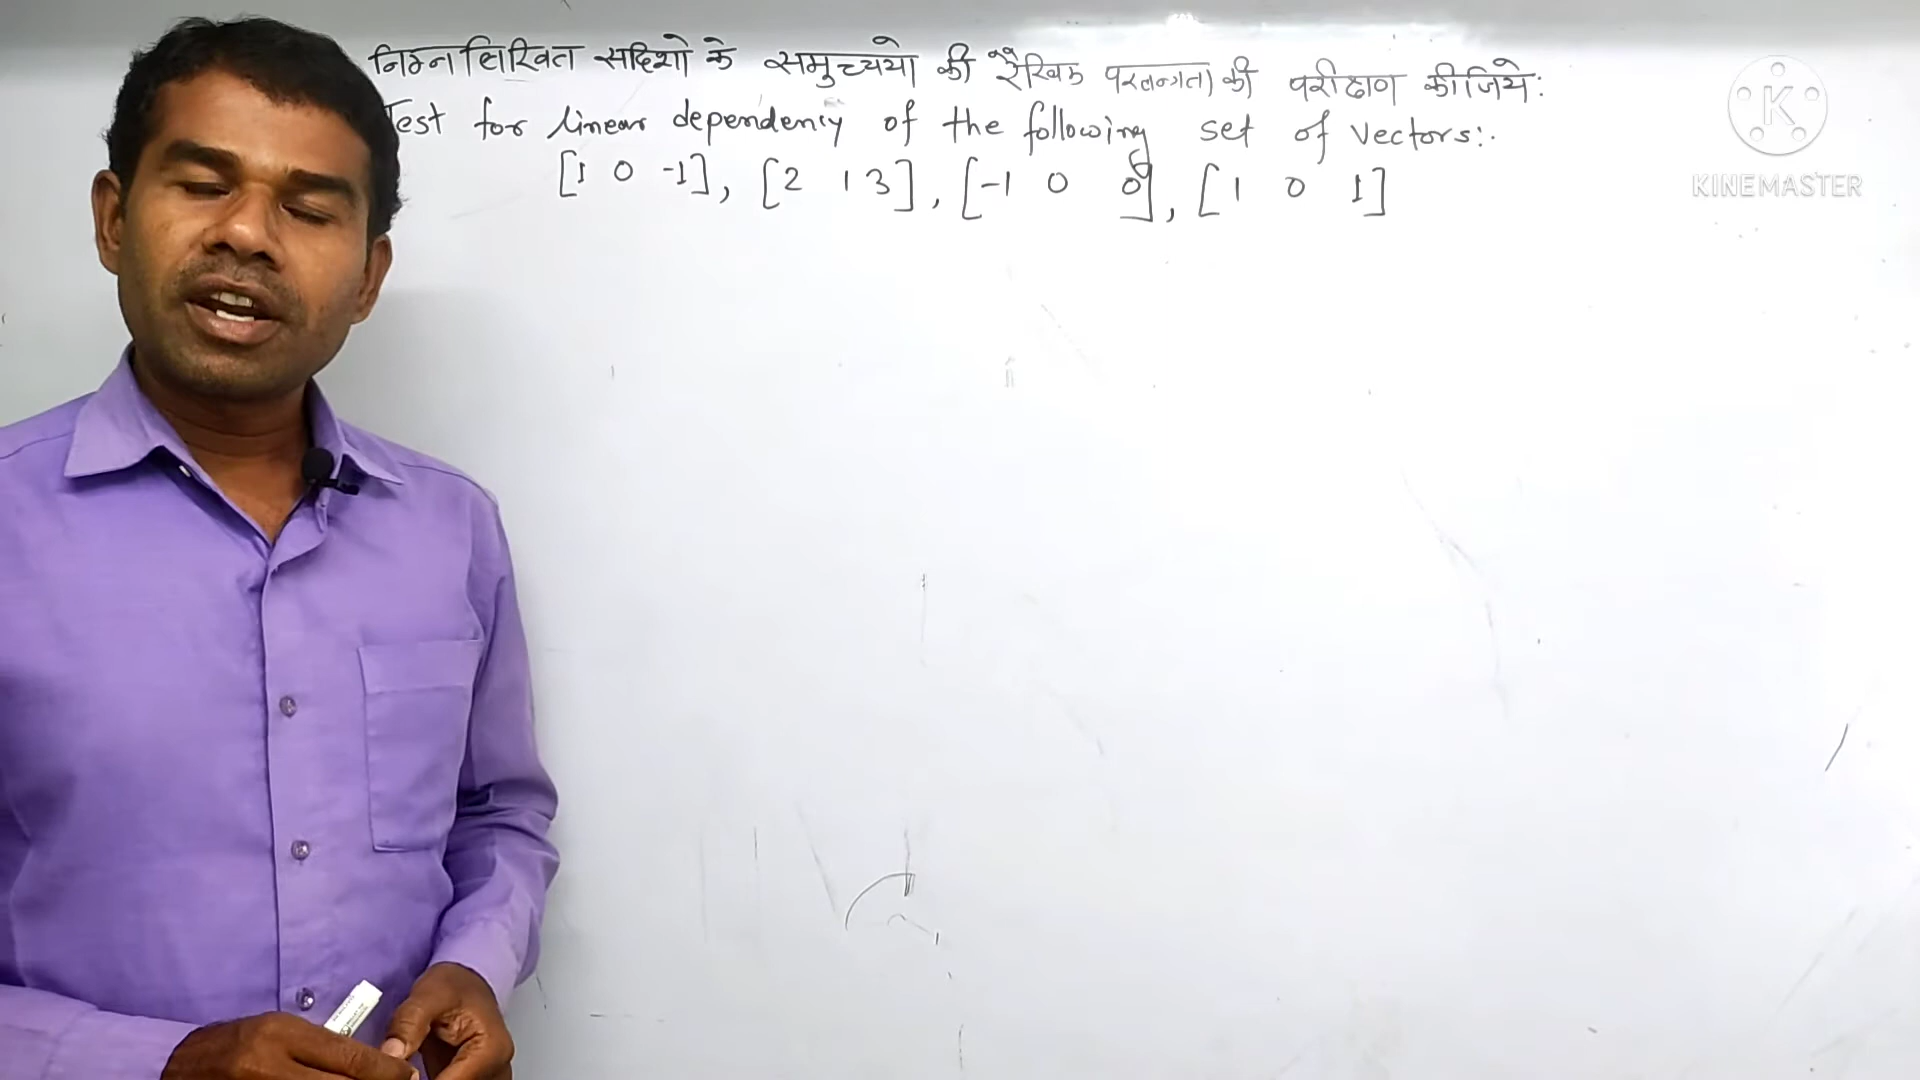 निम्नलिखित सदिशो के समुच्चयो की रैखिक परतन्त्रता की परीक्षण कीजिये:
Test for linear dependency of the following set of vectors:.
[1 0 -1], [2 1 3], [-1 0 0], [1 0 1]
K
KINEMASTER